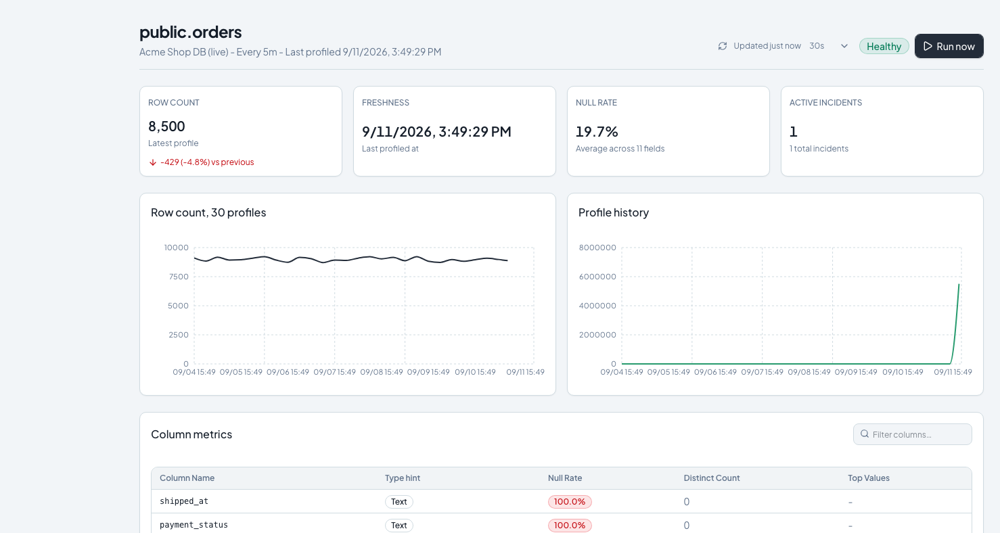 public.orders
Acme Shop DB (live) - Every 5m - Last profiled 9/11/2026, 3:49:29 PM
Updated just now 30s Healthy Run now
ROW COUNT
8,500
Latest profile
-429 (-4.8%) vs previous
FRESHNESS
9/11/2026, 3:49:29 PM
Last profiled at
NULL RATE
19.7%
Average across 11 fields
ACTIVE INCIDENTS
1
1 total incidents
Row count, 30 profiles
10000
7500
5000
2500
0
09/04 15:49 09/05 15:49 09/06 15:49 09/07 15:49 09/08 15:49 09/09 15:49 09/10 15:49 09/11 15:49
Profile history
8000000
6000000
4000000
2000000
0
09/04 15:49 09/05 15:49 09/06 15:49 09/07 15:49 09/08 15:49 09/09 15:49 09/10 15:49 09/11 15:49
Column metrics
Filter columns...
Column Name Type hint Null Rate Distinct Count Top Values
shipped_at Text 100.0% 0 -
payment_status Text 100.0% 0 -